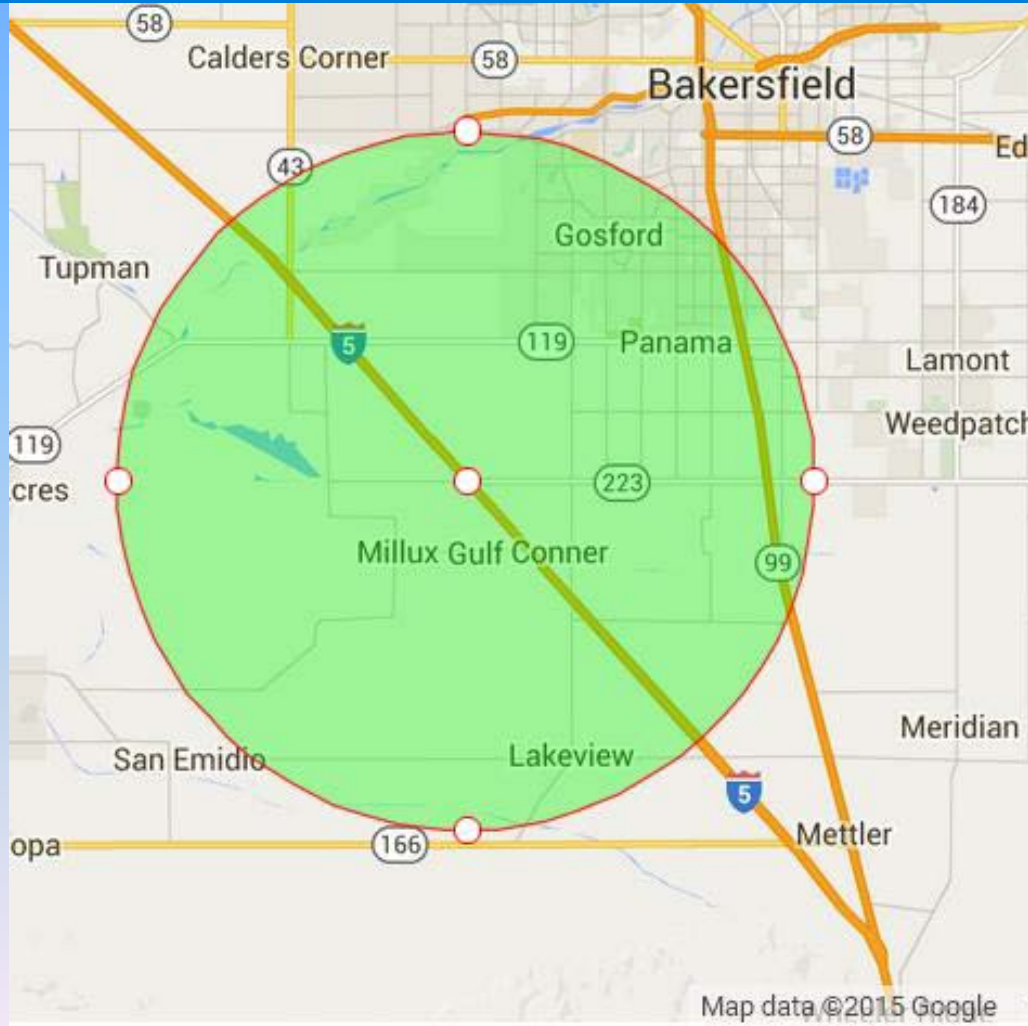 58
Calders Corner
58
Bakersfield
58
Ed
43
184
Gosford
Tupman
5
119
Panama
Lamont
Weedpatch
119
cres
223
Millux Gulf Conner
99
Meridian
San Emidio
Lakeview
5
opa
166
Mettler
Map data ©2015 Google